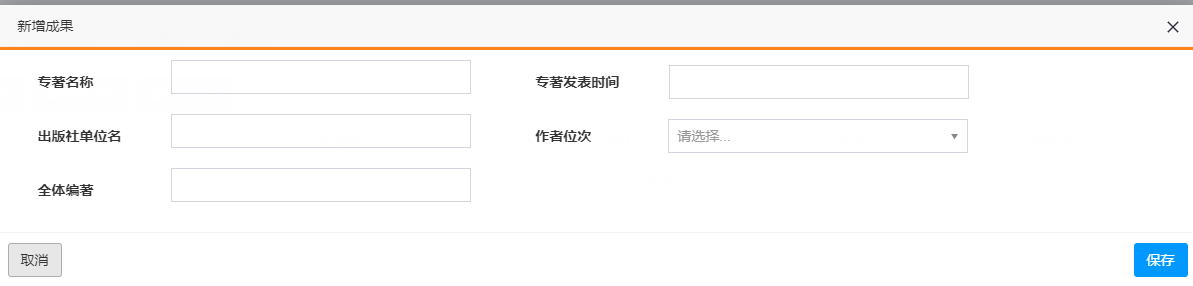 新增成果
专著名称
专著发表时间
出版社单位名
作者位次
请选择...
全体编著
取消
保存